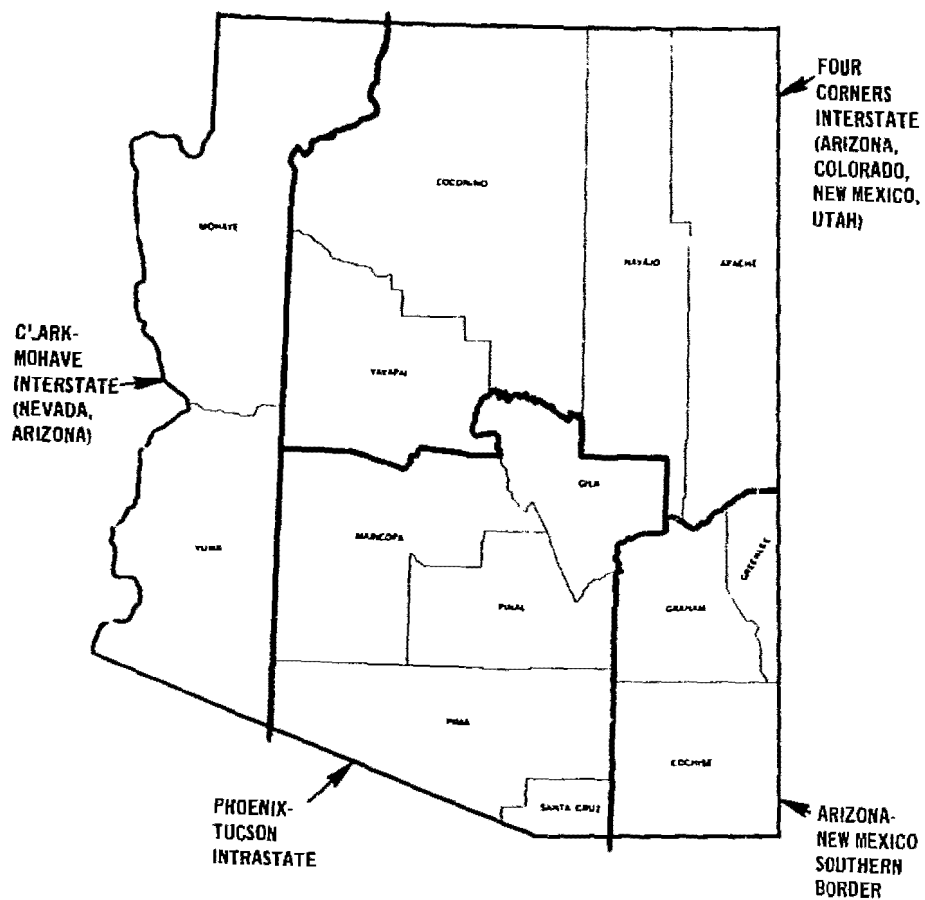 FOUR
CORNERS
INTERSTATE
(ARIZONA,
COLORADO,
NEW MEXICO,
UTAH)
COCONINO
MOHAVE
NAVAJO
APACHE
CLARK-
MOHAVE
INTERSTATE
(NEVADA,
ARIZONA)
YAVAPAI
GILA
MARICOPA
YUMA
GREENLEE
PINAL
GRAHAM
PIMA
COCHISE
SANTA CRUZ
PHOENIX-
TUCSON
INTRASTATE
ARIZONA-
NEW MEXICO
SOUTHERN
BORDER